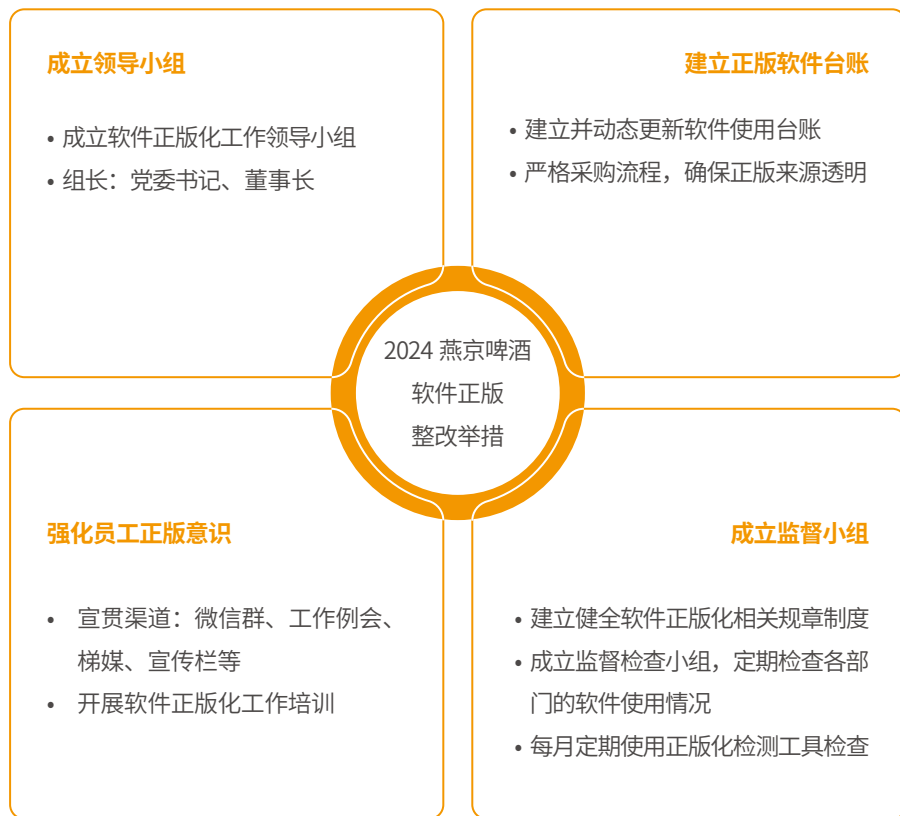 成立领导小组
• 成立软件正版化工作领导小组
• 组长：党委书记、董事长
建立正版软件台账
• 建立并动态更新软件使用台账
• 严格采购流程，确保正版来源透明
2024 燕京啤酒
软件正版
整改举措
强化员工正版意识
• 宣贯渠道：微信群、工作例会、
梯媒、宣传栏等
• 开展软件正版化工作培训
成立监督小组
• 建立健全软件正版化相关规章制度
• 成立监督检查小组，定期检查各部
门的软件使用情况
• 每月定期使用正版化检测工具检查